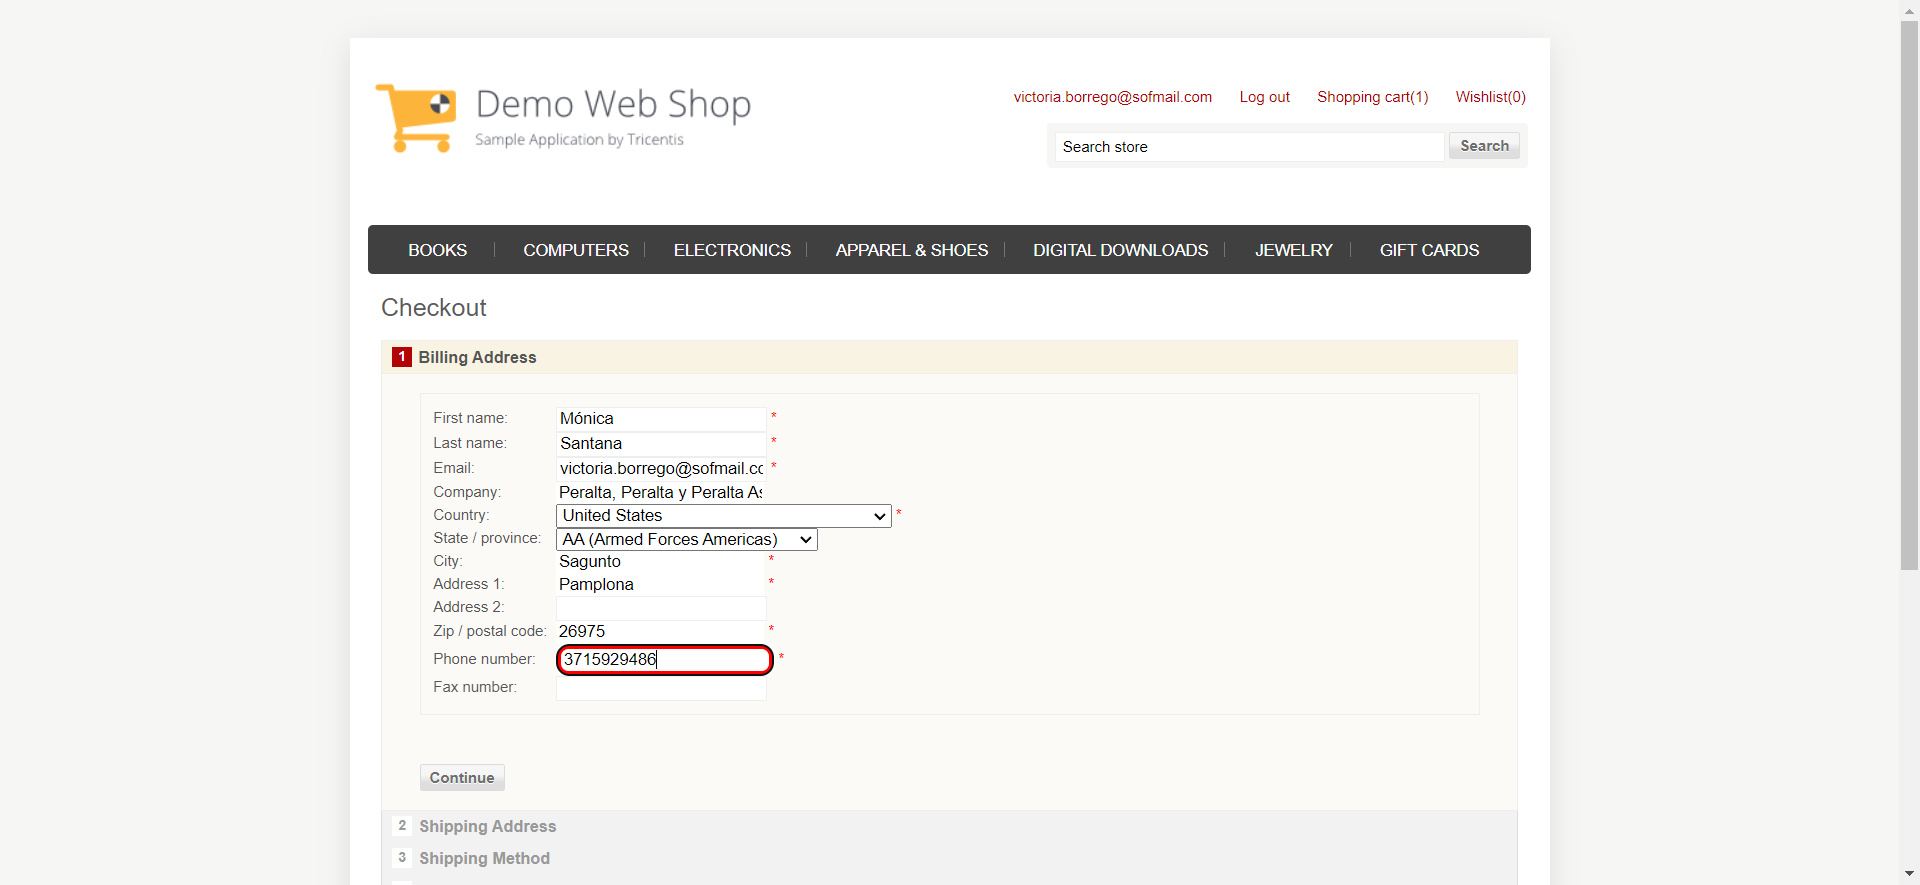 Demo Web Shop
Sample Application by Tricentis
victoria.borrego@sofmail.com Log out Shopping cart(1) Wishlist(0)
Search store Search
BOOKS COMPUTERS ELECTRONICS APPAREL & SHOES DIGITAL DOWNLOADS JEWELRY GIFT CARDS
Checkout
1 Billing Address
First name: Mónica *
Last name: Santana *
Email: victoria.borrego@sofmail.co *
Company: Peralta, Peralta y Peralta As
Country: United States *
State / province: AA (Armed Forces Americas)
City: Sagunto *
Address 1: Pamplona *
Address 2:
Zip / postal code: 26975 *
Phone number: 3715929486 *
Fax number:
Continue
2 Shipping Address
3 Shipping Method